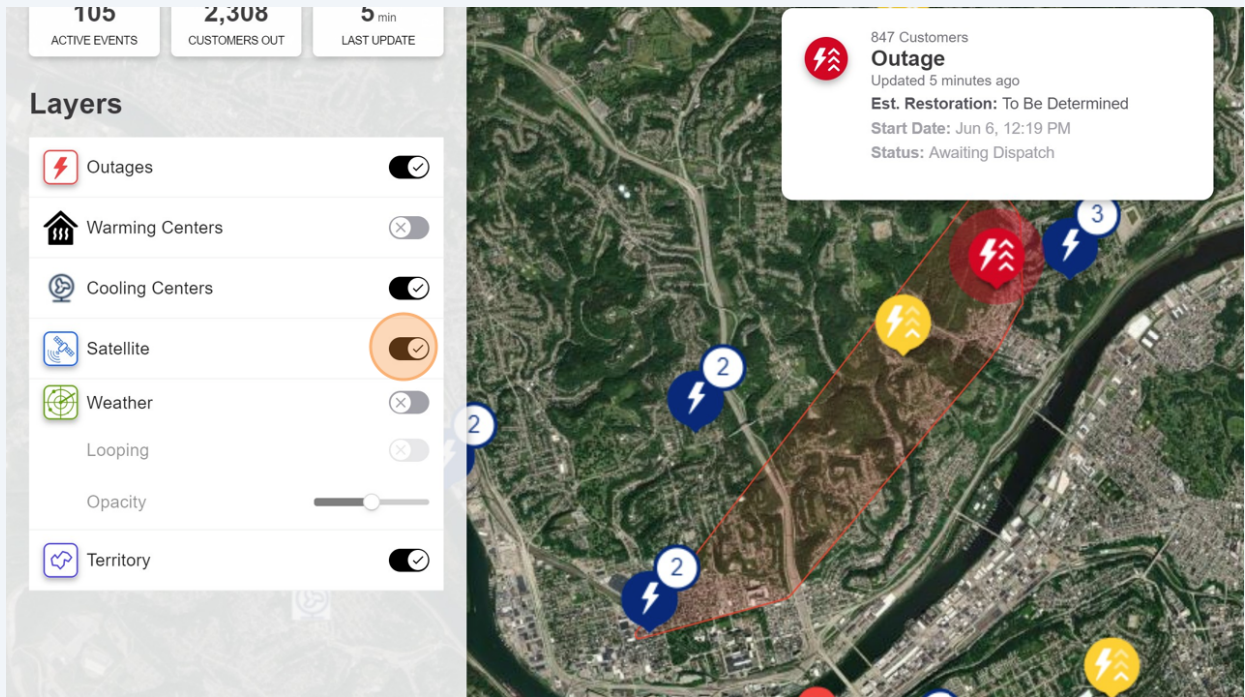 105
ACTIVE EVENTS
2,308
CUSTOMERS OUT
5 min
LAST UPDATE
Layers
Outages
Warming Centers
Cooling Centers
Satellite
Weather
Looping
Opacity
Territory
847 Customers
Outage
Updated 5 minutes ago
Est. Restoration: To Be Determined
Start Date: Jun 6, 12:19 PM
Status: Awaiting Dispatch
3
2
2
2